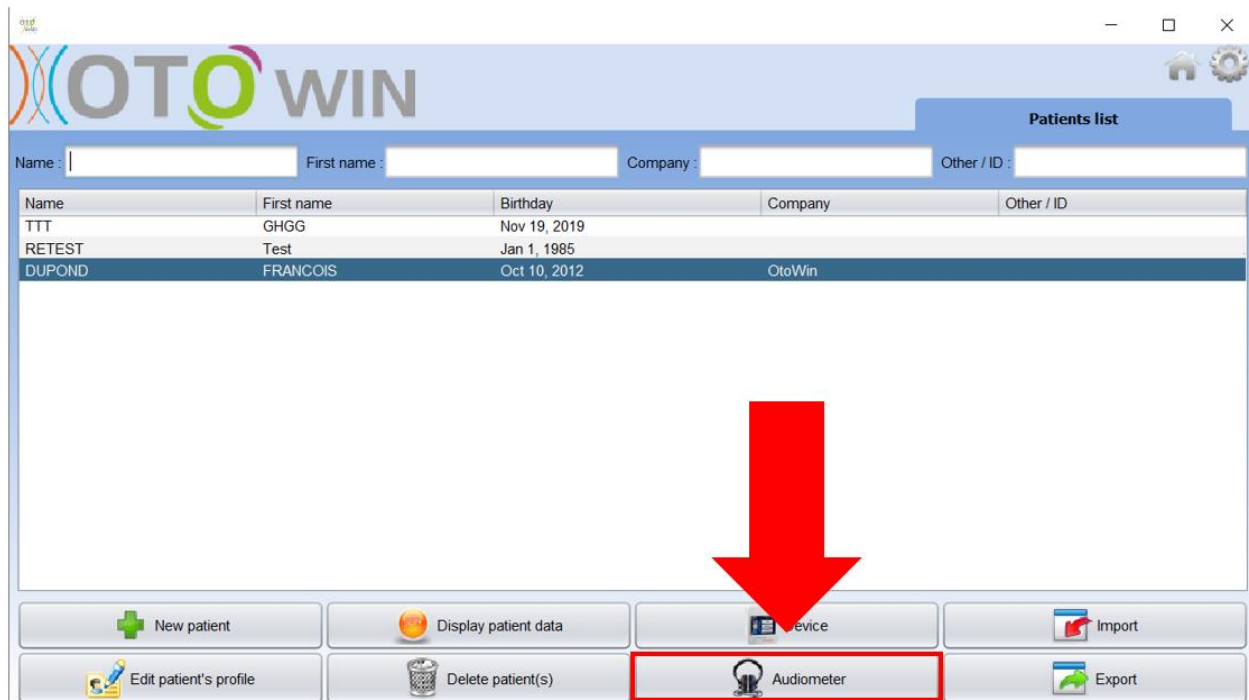 OTO WIN
Patients list
Name : First name : Company : Other / ID :
Name First name Birthday Company Other / ID
TTT GHGG Nov 19, 2019
RETEST Test Jan 1, 1985
DUPOND FRANCOIS Oct 10, 2012 OtoWin
New patient Display patient data Import
Edit patient's profile Delete patient(s) Audiometer Export